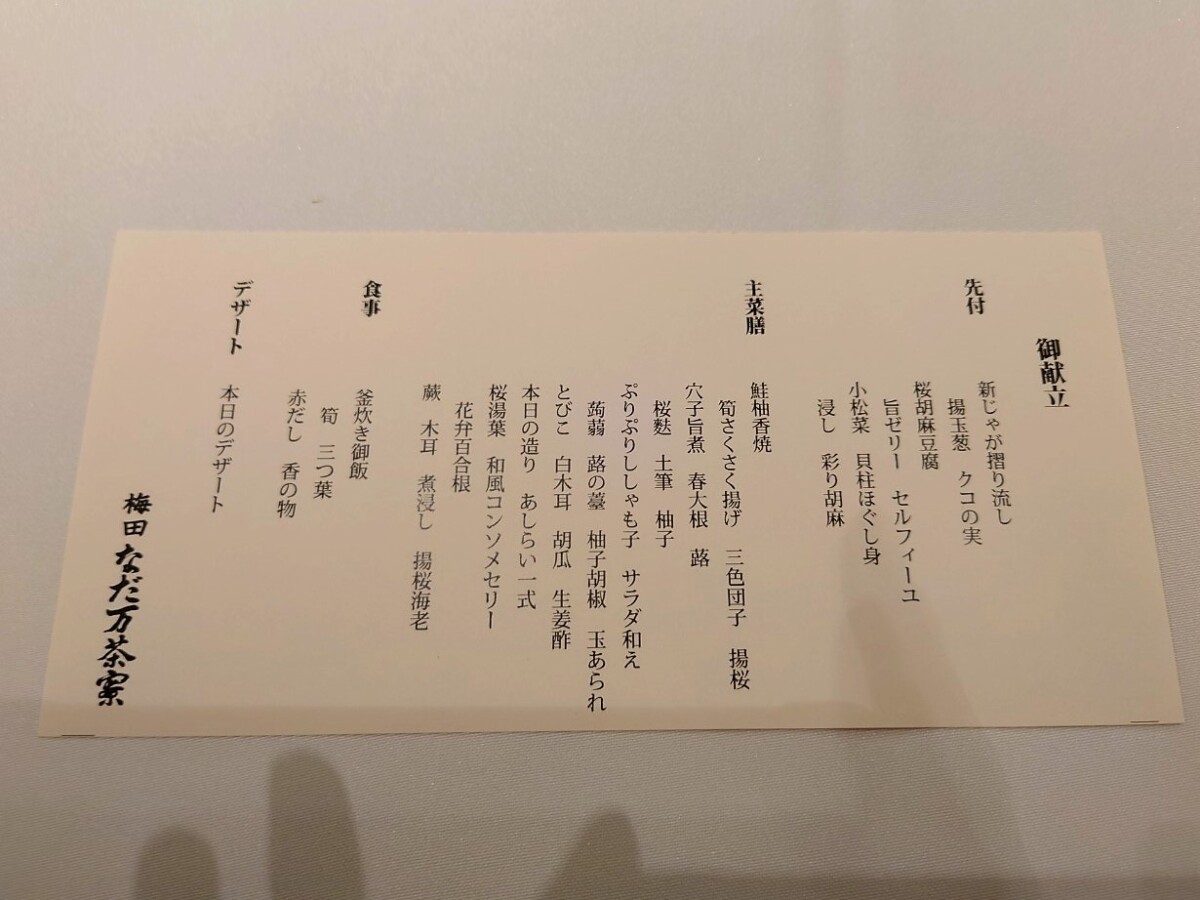 御献立
先付
新じゃが摺り流し
揚玉葱 クコの実
桜胡麻豆腐
旨ゼリー セルフィーユ
小松菜 貝柱ほぐし身
浸し 彩り胡麻
主菜膳
鮭柚香焼
筍さくさく揚げ 三色団子 揚桜
穴子旨煮 春大根 蕗
桜麩 土筆 柚子
ぷりぷりししゃも子 サラダ和え
蒟蒻 蕗の薹 柚子胡椒 玉あられ
とびこ 白木耳 胡瓜 生姜酢
本日の造り あしらい一式
桜湯葉 和風コンソメセリー
花弁百合根
蕨 木耳 煮浸し 揚桜海老
食事
釜炊き御飯
筍 三つ葉
赤だし 香の物
デザート
本日のデザート
梅田 なだ万茶寮